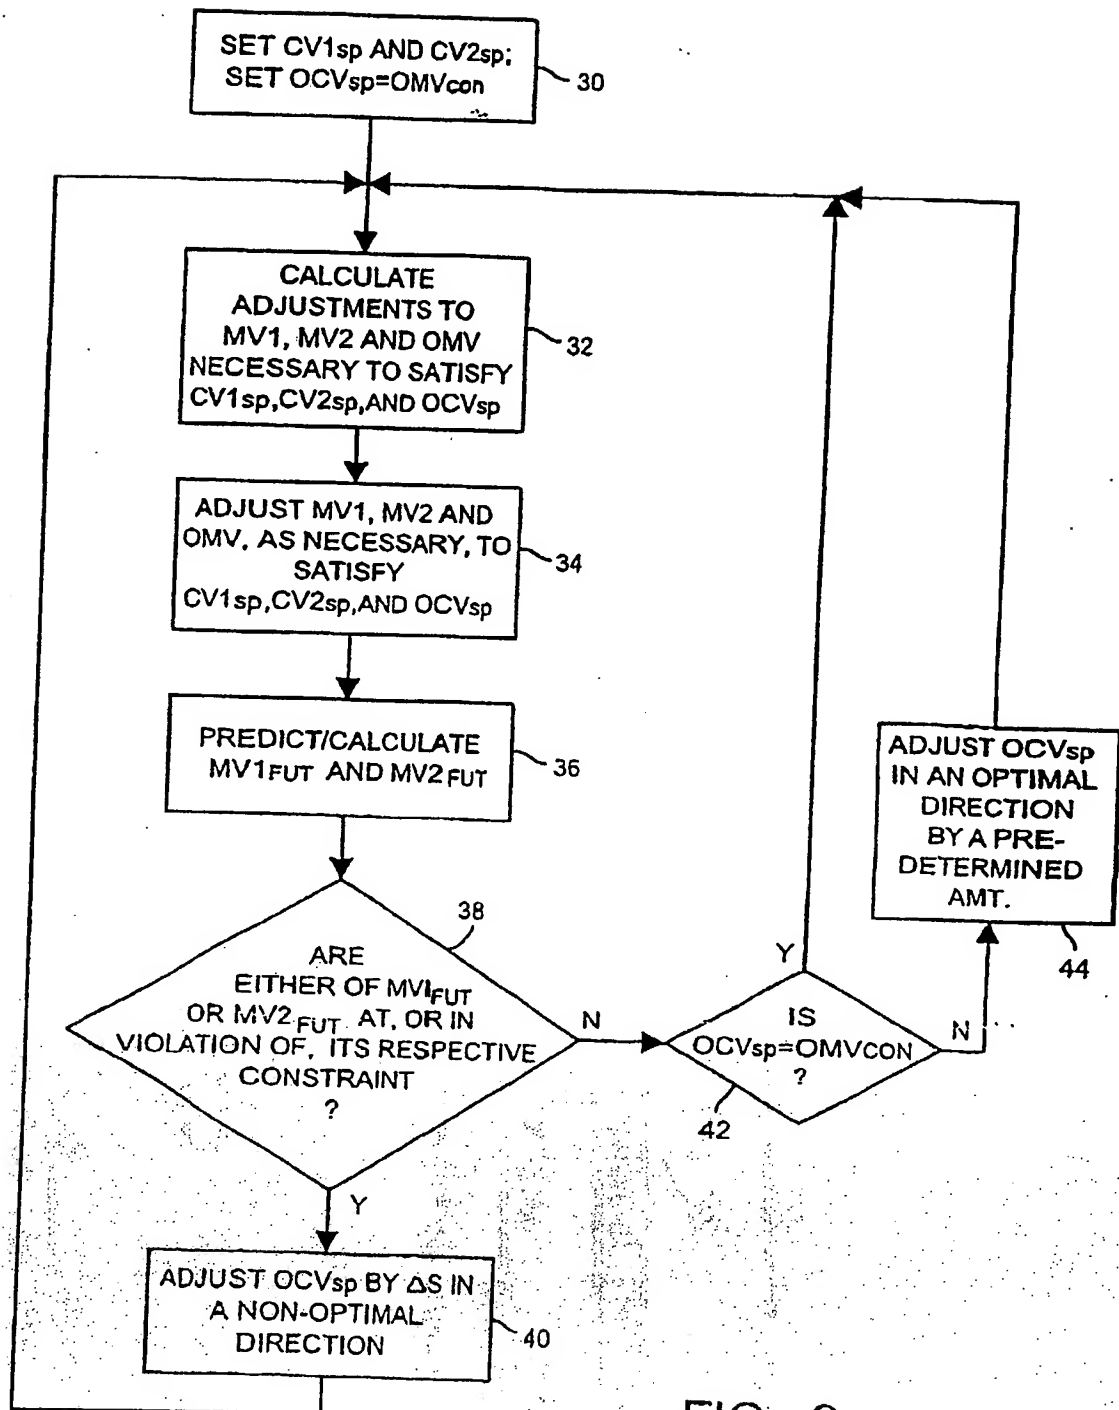 SET CV1sp AND CV2sp;
SET OCVsp=OMVcon
30
CALCULATE
ADJUSTMENTS TO
MV1, MV2 AND OMV
NECESSARY TO SATISFY
CV1sp,CV2sp,AND OCVsp
32
ADJUST MV1, MV2 AND
OMV, AS NECESSARY, TO
SATISFY
CV1sp,CV2sp,AND OCVsp
34
PREDICT/CALCULATE
MV1FUT AND MV2FUT
36
ADJUST OCVsp
IN AN OPTIMAL
DIRECTION
BY A PRE-
DETERMINED
AMT.
44
38
ARE
EITHER OF MV1FUT
OR MV2FUT AT, OR IN
VIOLATION OF, ITS RESPECTIVE
CONSTRAINT
?
N
Y
Y
IS
OCVsp=OMVCON
?
N
42
ADJUST OCVsp BY ΔS IN
A NON-OPTIMAL
DIRECTION
40